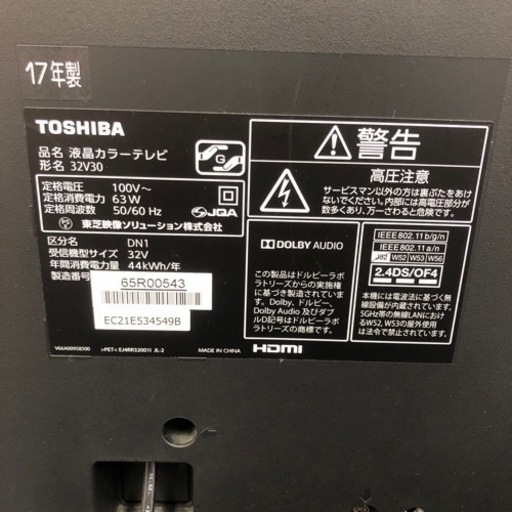 17年製
TOSHIBA
品名 液晶カラーテレビ
形名 32V30
定格電圧 100V~
定格消費電力 63W
定格周波数 50/60 Hz
JQA
東芝映像ソリューション株式会社
区分名 DN1
受信機型サイズ 32V
年間消費電力量 44kWh/年
65R00543
EC21E534549B
V66A00958500 >PET< EJ4RR32001I JL-2 MADE IN CHINA
G
警告
高圧注意
サービスマン以外の方は裏ぶたをあけ
ないでください。内部には高電圧部分が
数多くあり、万一さわると危険です。
DOLBY AUDIO
この製品はドルビーラボ
ラトリーズからの実施権
に基づき製造されていま
す。Dolby、ドルビー、
Dolby Audio 及びダブ
ルD記号はドルビーラボ
ラトリーズの商標です。
HDMI
IEEE802.11b/g/n
IEEE802.11a/n
J52 W52 W53 W56
2.4DS/OF4
本機には電波法に基づく無
線設備が内蔵されています。
5GHz帯の無線LANにおけ
るW52、W53の屋外使用
は法令で禁止されています。